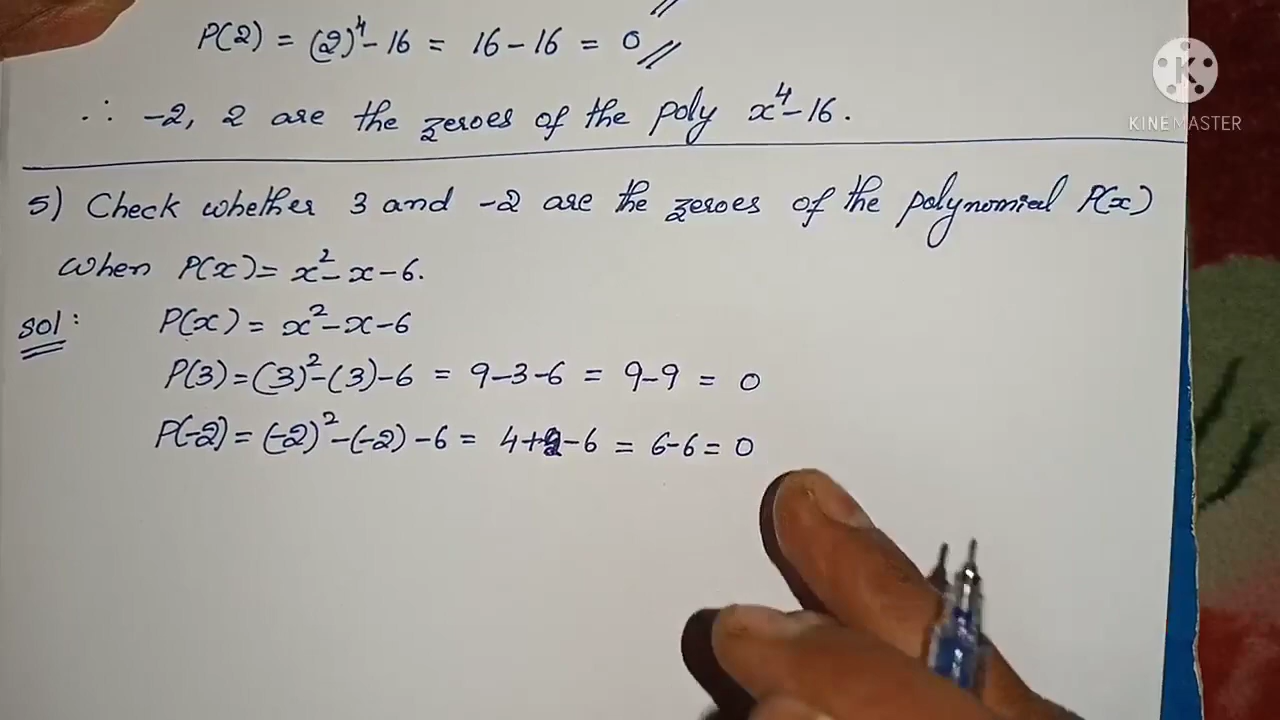 P(2) = (2)⁴ - 16 = 16 - 16 = 0 //
∴ -2, 2 are the zeroes of the poly x⁴ - 16.
5) Check whether 3 and -2 are the zeroes of the polynomial P(x)
when P(x) = x² - x - 6.
Sol: P(x) = x² - x - 6
P(3) = (3)² - (3) - 6 = 9 - 3 - 6 = 9 - 9 = 0
P(-2) = (-2)² - (-2) - 6 = 4 + 2 - 6 = 6 - 6 = 0
K
KINEMASTER